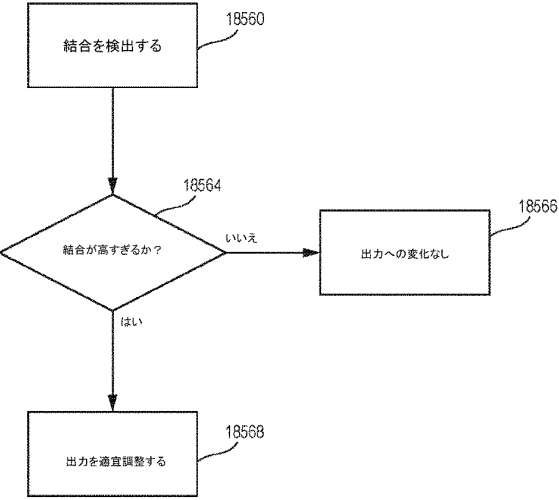 18560
結合を検出する
18564
結合が高すぎるか？
いいえ
18566
出力への変化なし
はい
18568
出力を適宜調整する